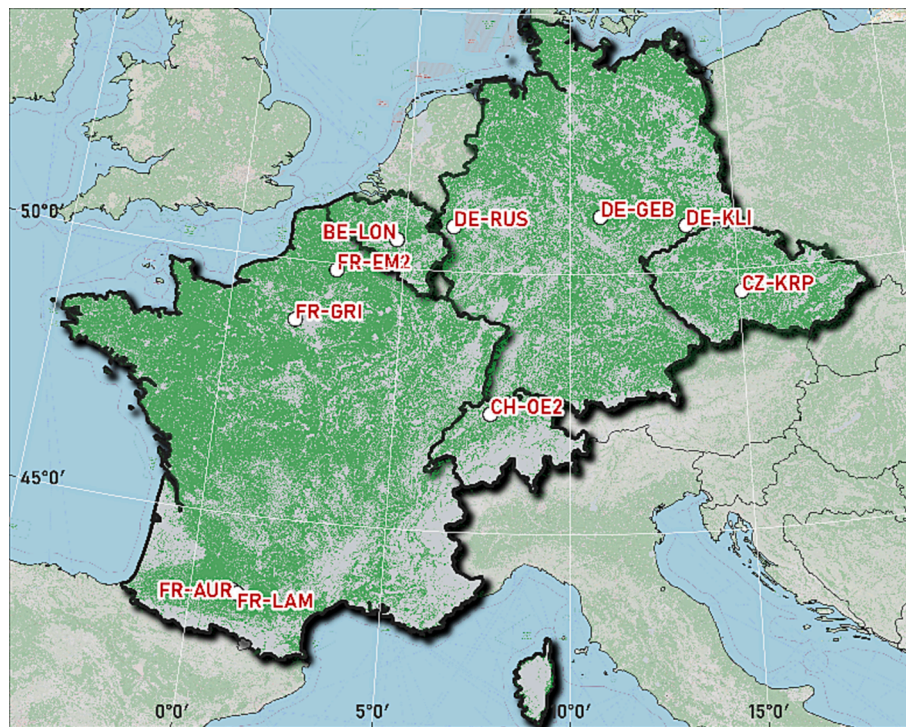 50°0′
BE-LON
DE-RUS
DE-GEB
DE-KLI
FR-EM2
CZ-KRP
FR-GRI
CH-OE2
45°0′
FR-AUR
FR-LAM
0°0′
5°0′
0°0′
15°0′